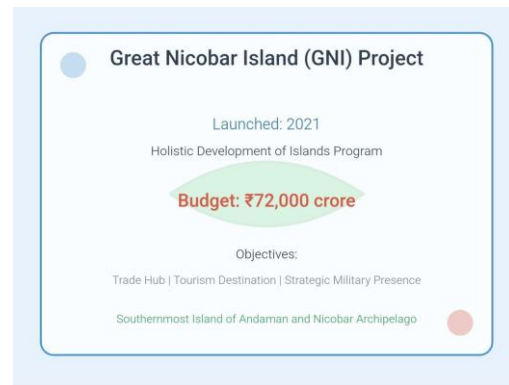 Great Nicobar Island (GNI) Project
Launched: 2021
Holistic Development of Islands Program
Budget: ₹72,000 crore
Objectives:
Trade Hub | Tourism Destination | Strategic Military Presence
Southernmost Island of Andaman and Nicobar Archipelago